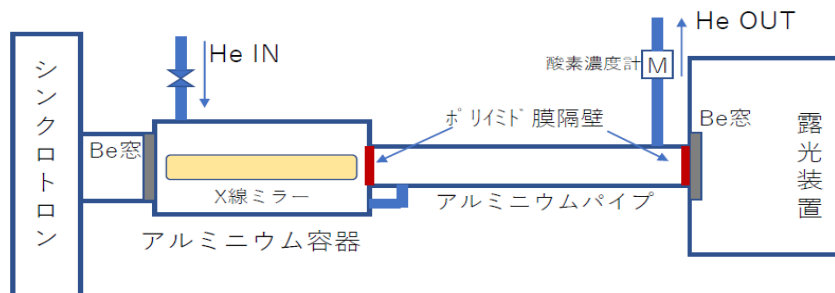 シンクロトロン
He IN
Be窓
X線ミラー
アルミニウム容器
ﾎﾟﾘｲﾐﾄﾞ膜隔壁
アルミニウムパイプ
酸素濃度計
M
He OUT
Be窓
露光装置